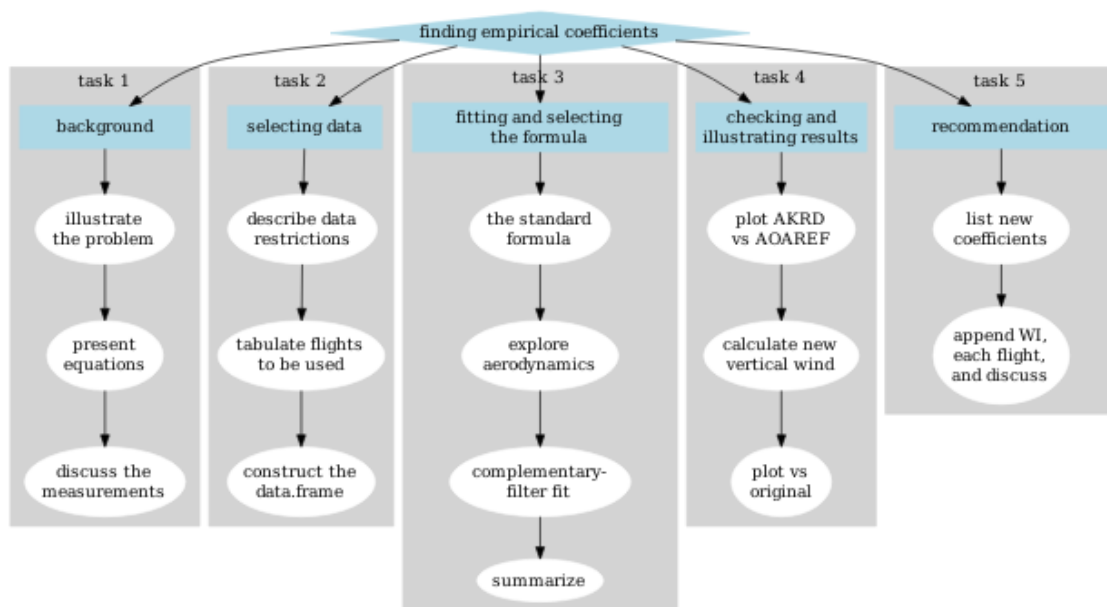 finding empirical coefficients
task 1
background
illustrate
the problem
present
equations
discuss the
measurements
task 2
selecting data
describe data
restrictions
tabulate flights
to be used
construct the
data.frame
task 3
fitting and selecting
the formula
the standard
formula
explore
aerodynamics
complementary-
filter fit
summarize
task 4
checking and
illustrating results
plot AKRD
vs AOAREF
calculate new
vertical wind
plot vs
original
task 5
recommendation
list new
coefficients
append WI,
each flight,
and discuss